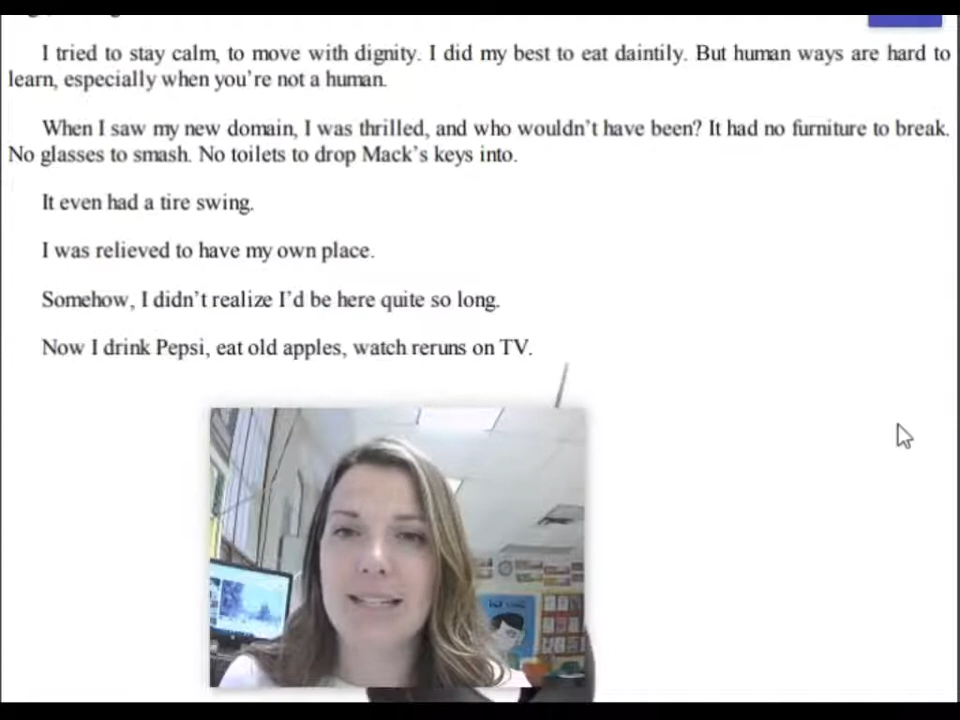 I tried to stay calm, to move with dignity. I did my best to eat daintily. But human ways are hard to
learn, especially when you're not a human.
When I saw my new domain, I was thrilled, and who wouldn't have been? It had no furniture to break.
No glasses to smash. No toilets to drop Mack's keys into.
It even had a tire swing.
I was relieved to have my own place.
Somehow, I didn't realize I'd be here quite so long.
Now I drink Pepsi, eat old apples, watch reruns on TV.